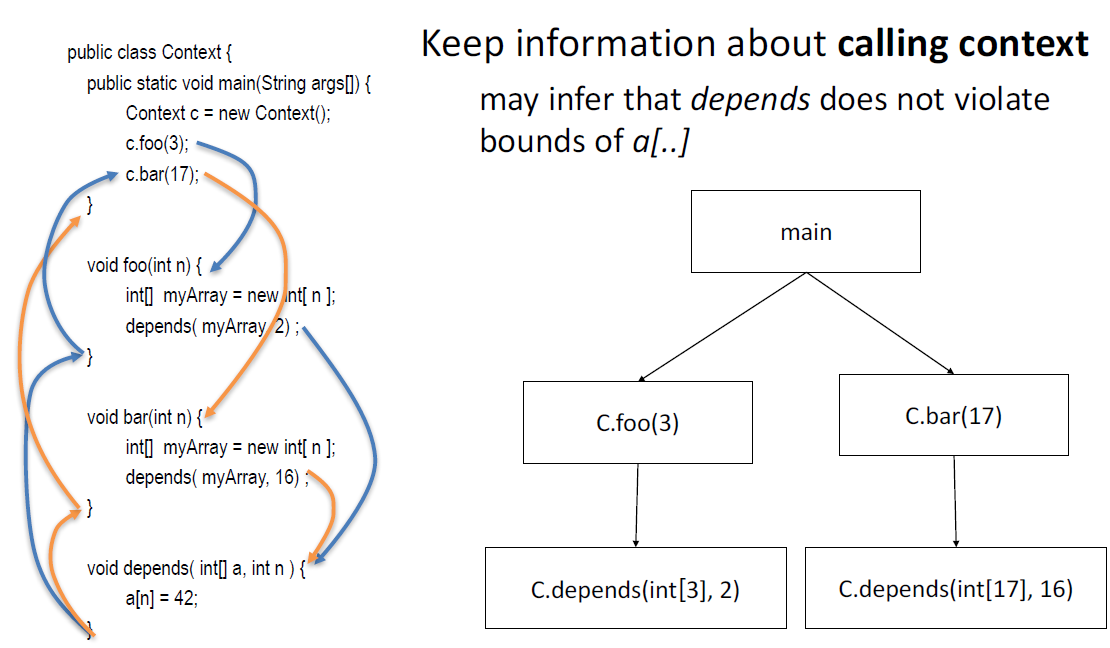 public class Context {
public static void main(String args[]) {
Context c = new Context();
c.foo(3);
c.bar(17);
}
void foo(int n) {
int[] myArray = new int[ n ];
depends( myArray, 2) ;
}
void bar(int n) {
int[] myArray = new int[ n ];
depends( myArray, 16) ;
}
void depends( int[] a, int n ) {
a[n] = 42;
}
Keep information about calling context
may infer that depends does not violate
bounds of a[..]
main
C.foo(3)
C.bar(17)
C.depends(int[3], 2)
C.depends(int[17], 16)